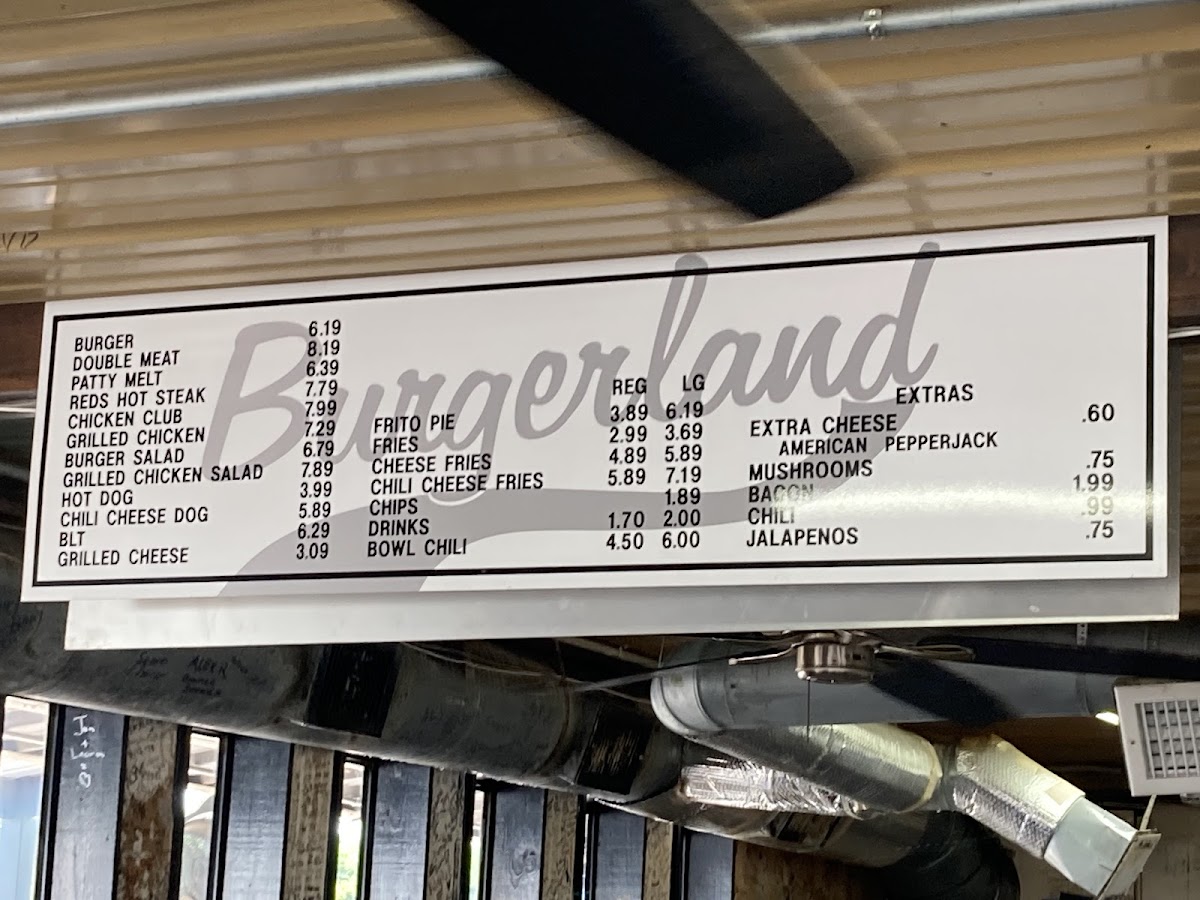 Burgerland
BURGER 6.19
DOUBLE MEAT 8.19
PATTY MELT 6.39
REDS HOT STEAK 7.79
CHICKEN CLUB 7.99
GRILLED CHICKEN 7.29
BURGER SALAD 6.79
GRILLED CHICKEN SALAD 7.89
HOT DOG 3.99
CHILI CHEESE DOG 5.89
BLT 6.29
GRILLED CHEESE 3.09
REG LG
FRITO PIE 3.89 6.19
FRIES 2.99 3.69
CHEESE FRIES 4.89 5.89
CHILI CHEESE FRIES 5.89 7.19
CHIPS 1.89
DRINKS 1.70 2.00
BOWL CHILI 4.50 6.00
EXTRAS
EXTRA CHEESE .60
AMERICAN PEPPERJACK
MUSHROOMS .75
BACON 1.99
CHILI .99
JALAPENOS .75